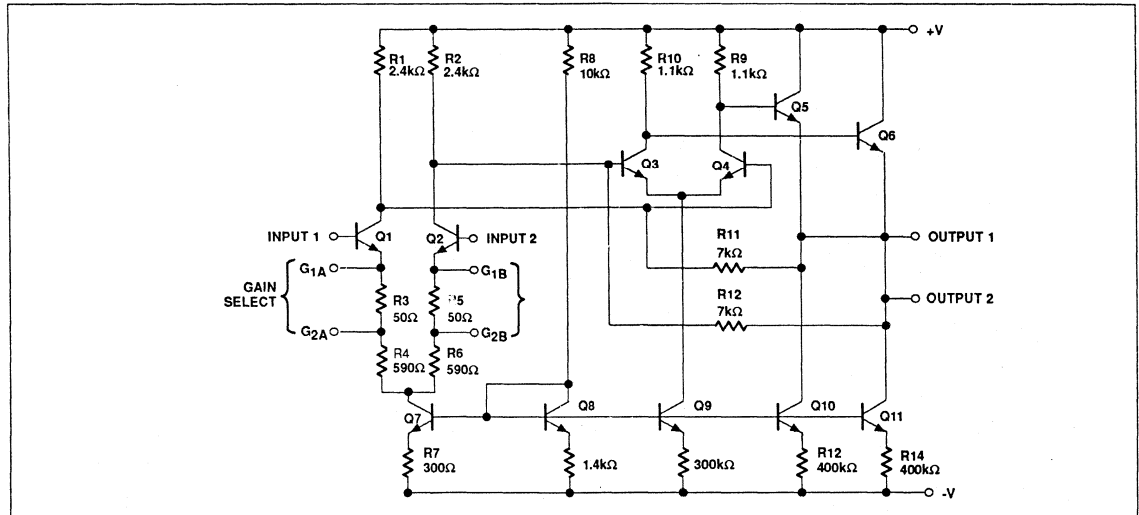 +V
R1
2.4kΩ
R2
2.4kΩ
R8
10kΩ
R10
1.1kΩ
R9
1.1kΩ
Q5
Q6
Q3
Q4
INPUT 1
Q1
Q2
INPUT 2
R11
7kΩ
OUTPUT 1
G1A
G1B
GAIN
SELECT
R3
50Ω
50Ω
R12
7kΩ
OUTPUT 2
G2A
G2B
R4
590Ω
R6
590Ω
Q7
Q8
Q9
Q10
Q11
R7
300Ω
1.4kΩ
300kΩ
R12
400kΩ
R14
400kΩ
-V